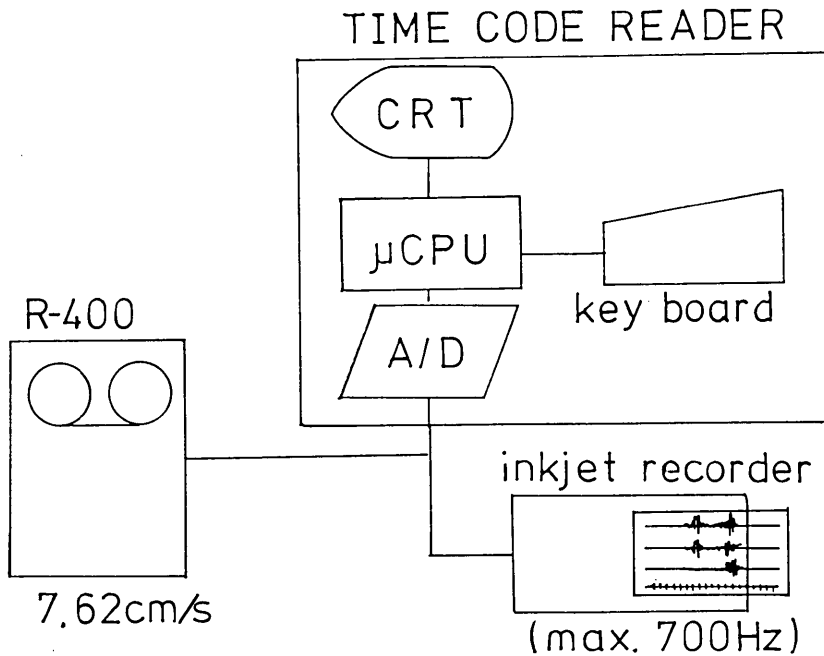 TIME CODE READER
CRT
μCPU
key board
A/D
R-400
7.62cm/s
inkjet recorder
(max. 700Hz)